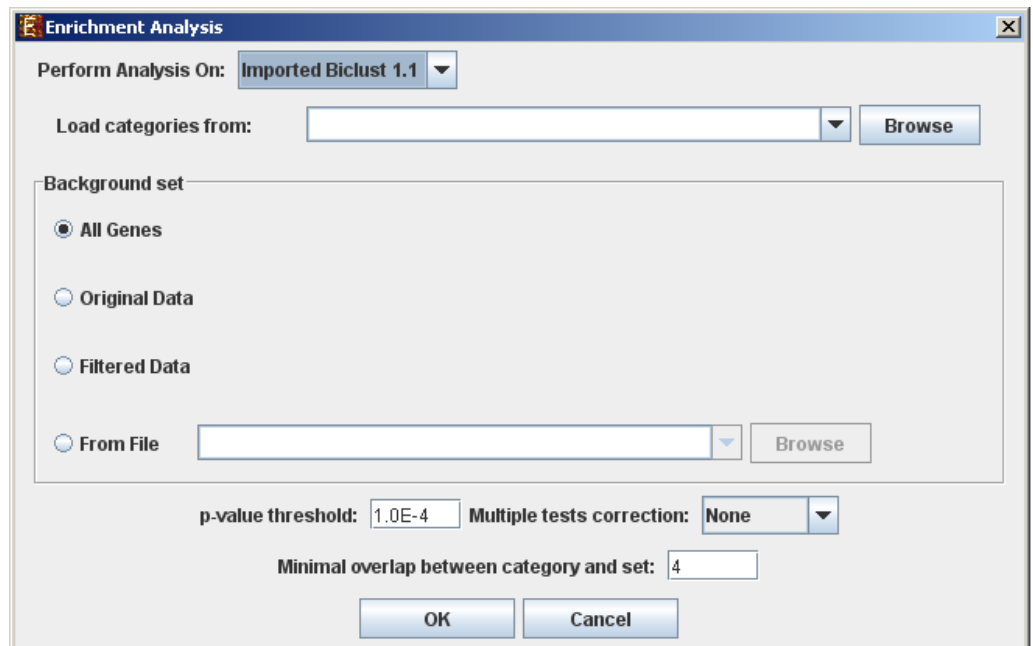 Enrichment Analysis
Perform Analysis On: Imported Biclust 1.1
Load categories from: Browse
Background set
All Genes
Original Data
Filtered Data
From File Browse
p-value threshold: 1.0E-4 Multiple tests correction: None
Minimal overlap between category and set: 4
OK Cancel